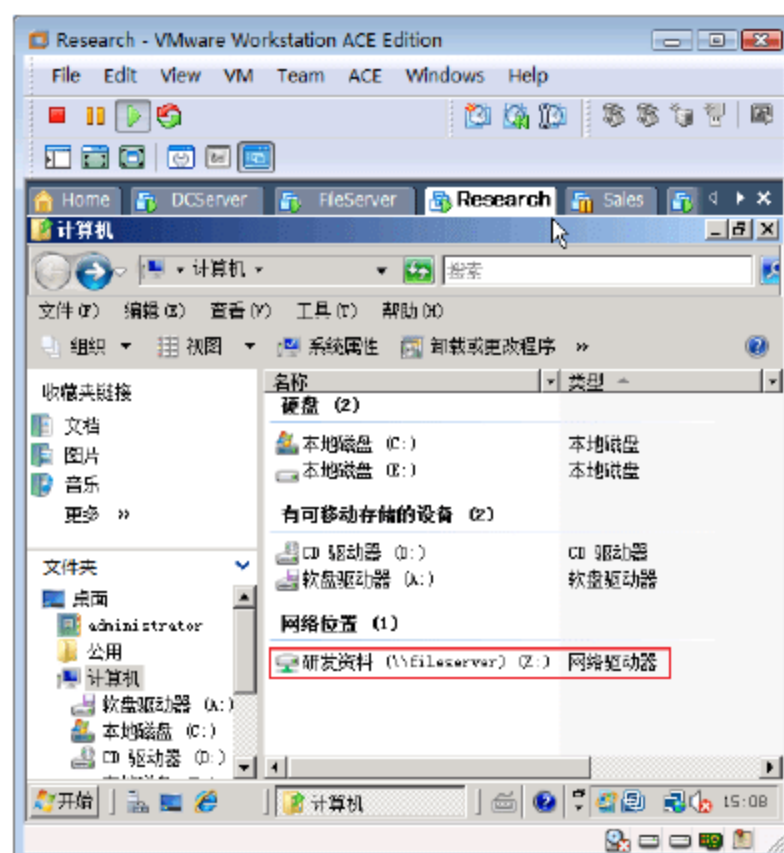 Research - VMware Workstation ACE Edition
File Edit View VM Team ACE Windows Help
Home DCServer FileServer Research Sales
计算机
计算机 搜索
文件(F) 编辑(E) 查看(V) 工具(T) 帮助(H)
组织 视图 系统属性 卸载或更改程序 »
收藏夹链接
文档
图片
音乐
更多 »
文件夹
桌面
administrator
公用
计算机
软盘驱动器 (A:)
本地磁盘 (C:)
CD 驱动器 (D:)
名称 类型
硬盘 (2)
本地磁盘 (C:) 本地磁盘
本地磁盘 (E:) 本地磁盘
有可移动存储的设备 (2)
CD 驱动器 (D:) CD 驱动器
软盘驱动器 (A:) 软盘驱动器
网络位置 (1)
研发资料 (\\fileserver) (Z:) 网络驱动器
开始 计算机 15:08